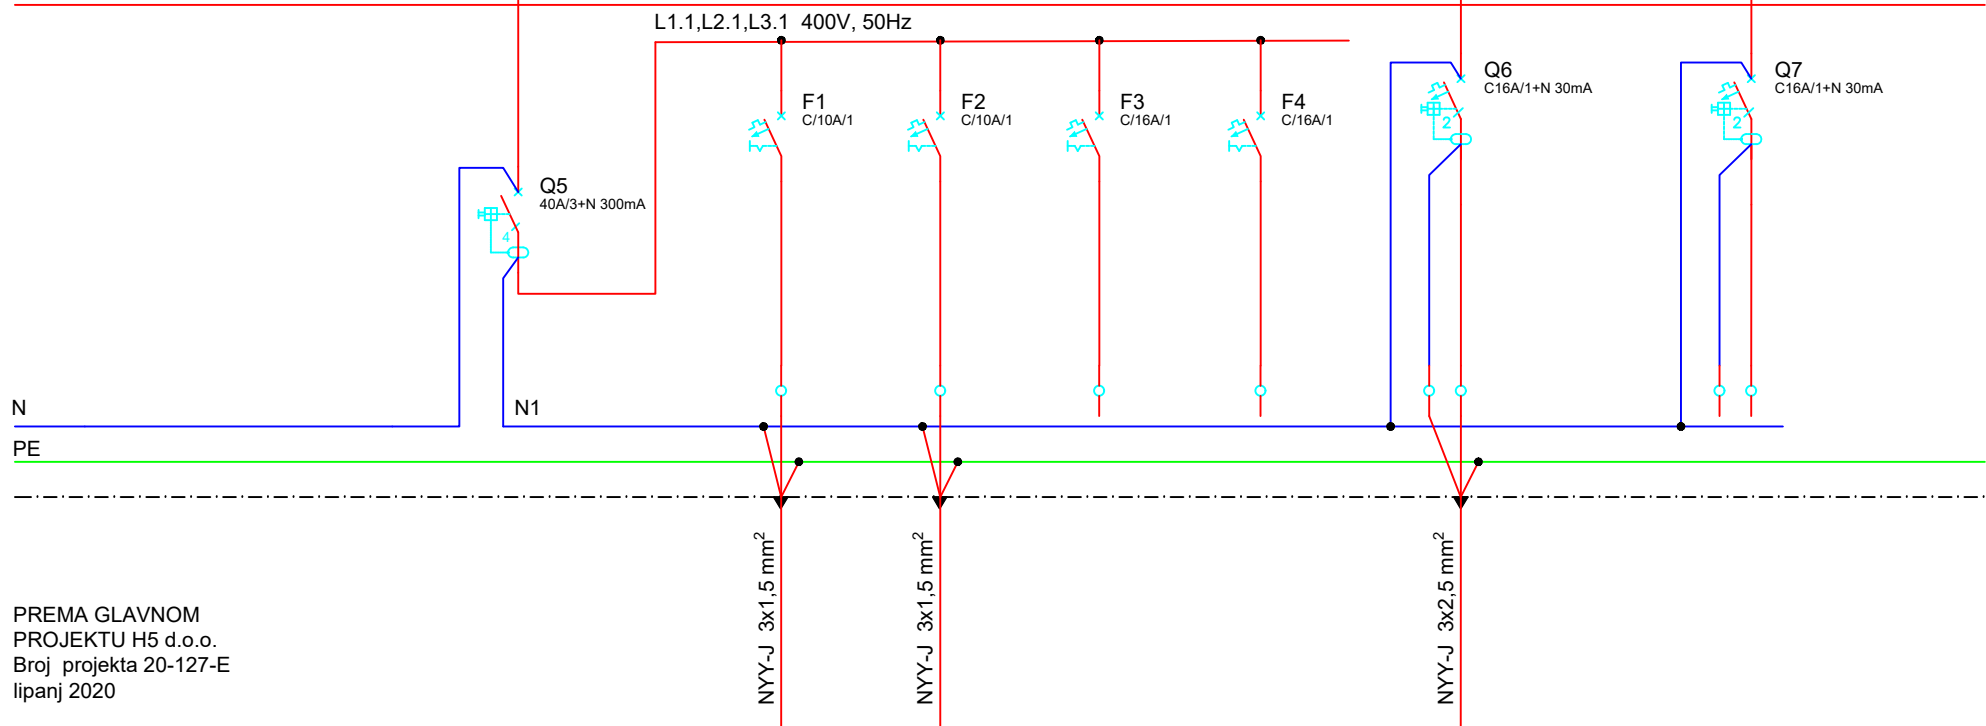 L1.1,L2.1,L3.1 400V, 50Hz
Q6
C16A/1+N 30mA
Q7
C16A/1+N 30mA
F1
C/10A/1
F2
C/10A/1
F3
C/16A/1
F4
C/16A/1
2
2
Q5
40A/3+N 300mA
4
N
N1
PE
NYY-J 3x1,5 mm²
NYY-J 3x1,5 mm²
NYY-J 3x2,5 mm²
PREMA GLAVNOM
PROJEKTU H5 d.o.o.
Broj projekta 20-127-E
lipanj 2020